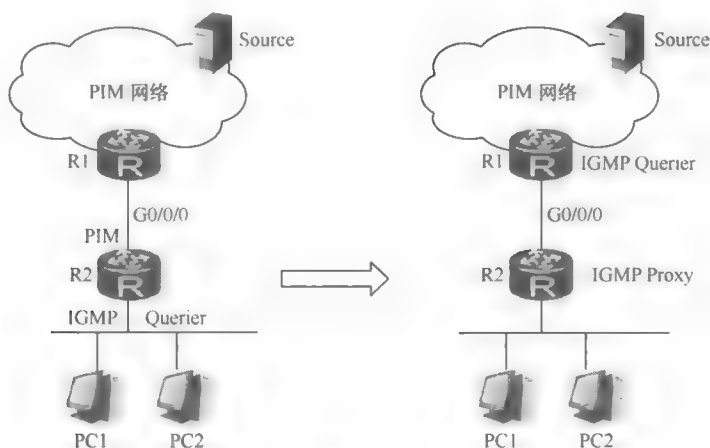 Source
PIM 网络
R1
G0/0/0
PIM
R2
IGMP Querier
PC1 PC2
Source
PIM 网络
R1 IGMP Querier
G0/0/0
R2 IGMP Proxy
PC1 PC2